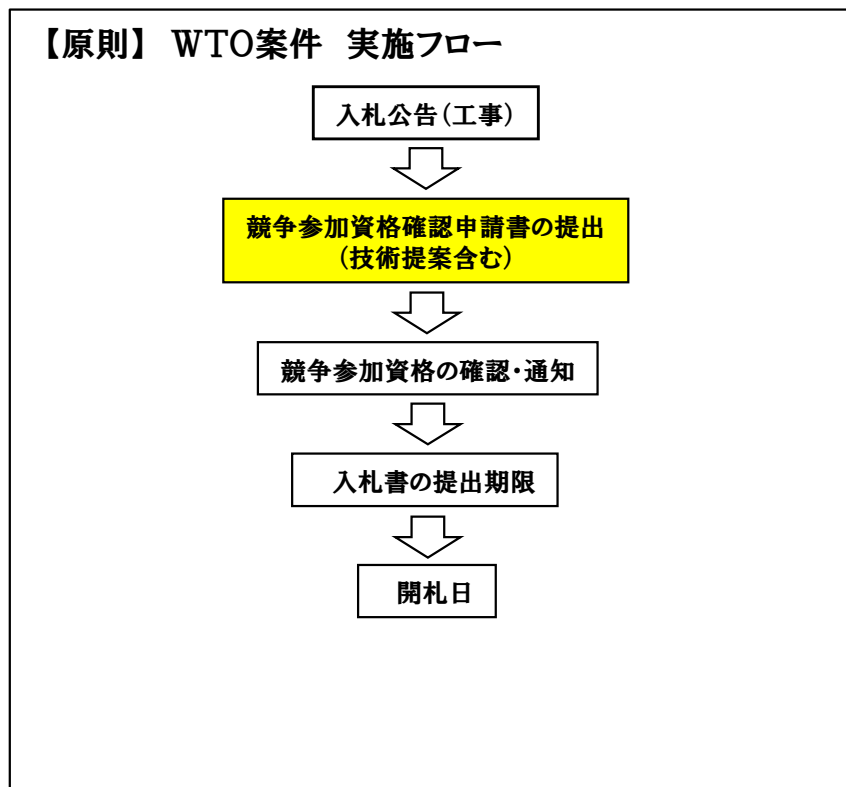 【原則】 WTO案件 実施フロー
入札公告(工事)
競争参加資格確認申請書の提出
(技術提案含む)
競争参加資格の確認・通知
入札書の提出期限
開札日